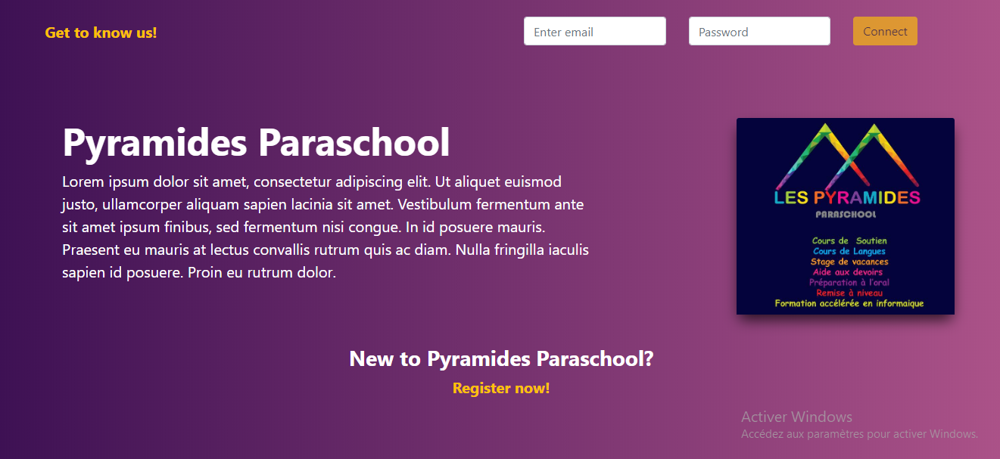 Get to know us!
Enter email
Password
Connect
Pyramides Paraschool
Lorem ipsum dolor sit amet, consectetur adipiscing elit. Ut aliquet euismod
justo, ullamcorper aliquam sapien lacinia sit amet. Vestibulum fermentum ante
sit amet ipsum finibus, sed fermentum nisi congue. In id posuere mauris.
Praesent eu mauris at lectus convallis rutrum quis ac diam. Nulla fringilla iaculis
sapien id posuere. Proin eu rutrum dolor.
LES PYRAMIDES
PARASCHOOL
Cours de Soutien
Cours de Langues
Stage de vacances
Aide aux devoirs
Préparation à l'oral
Remise à niveau
Formation accélérée en informaique
New to Pyramides Paraschool?
Register now!
Activer Windows
Accédez aux paramètres pour activer Windows.